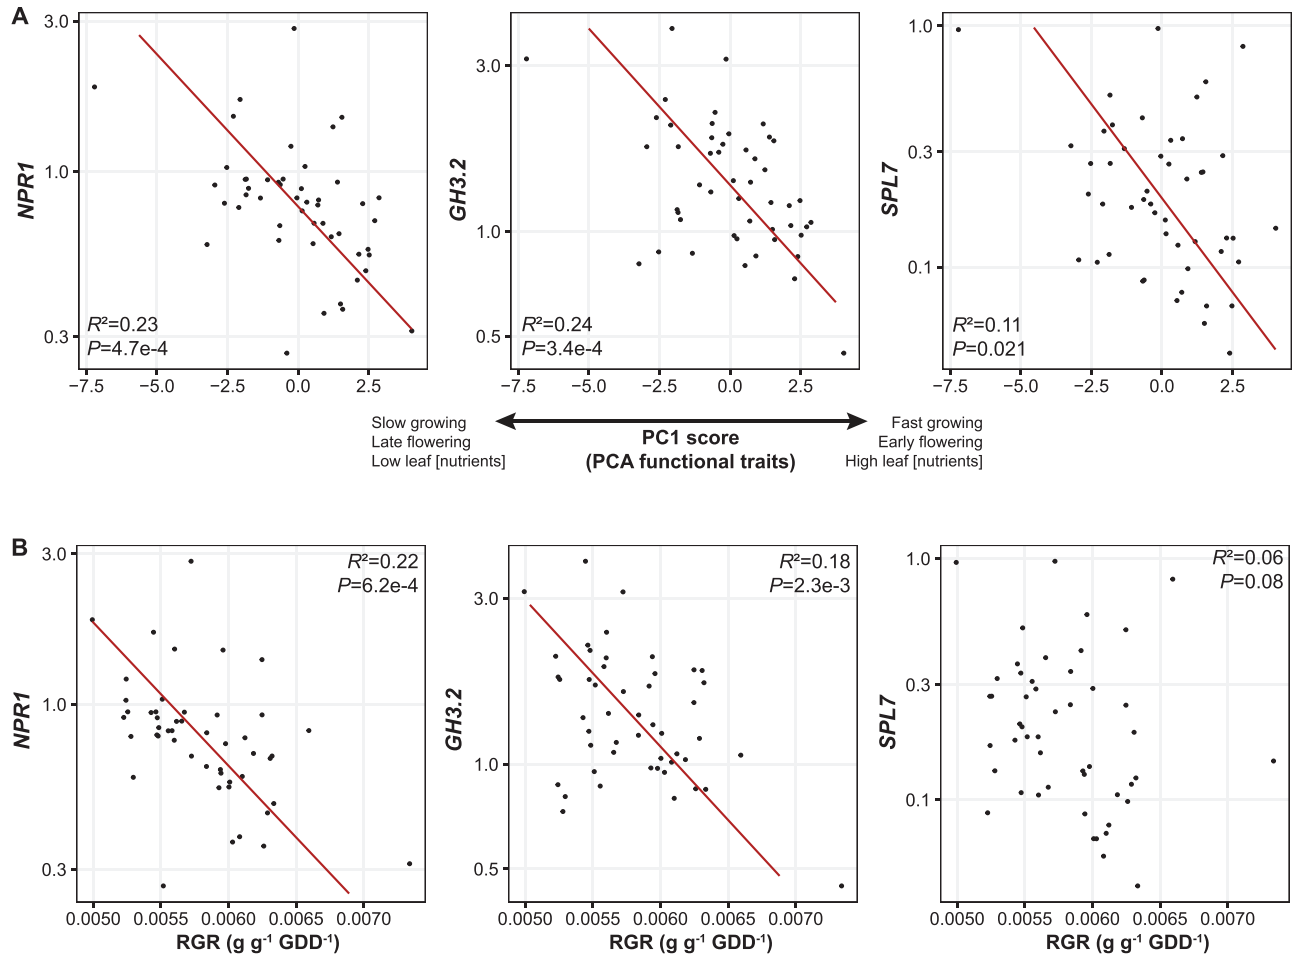 A
3.0
1.0
0.3
NPR1
R²=0.23
P=4.7e-4
−7.5 −5.0 −2.5 0.0 2.5
3.0
1.0
0.5
GH3.2
R²=0.24
P=3.4e-4
−7.5 −5.0 −2.5 0.0 2.5
1.0
0.3
0.1
SPL7
R²=0.11
P=0.021
−7.5 −5.0 −2.5 0.0 2.5
Slow growing
Late flowering
Low leaf [nutrients]
PC1 score
(PCA functional traits)
Fast growing
Early flowering
High leaf [nutrients]
B
3.0
1.0
0.3
NPR1
R²=0.22
P=6.2e-4
0.0050 0.0055 0.0066 0.0065 0.0070
RGR (g g⁻¹ GDD⁻¹)
3.0
1.0
0.5
GH3.2
R²=0.18
P=2.3e-3
0.0050 0.0055 0.0066 0.0065 0.0070
RGR (g g⁻¹ GDD⁻¹)
1.0
0.3
0.1
SPL7
R²=0.06
P=0.08
0.0050 0.0055 0.0066 0.0065 0.0070
RGR (g g⁻¹ GDD⁻¹)